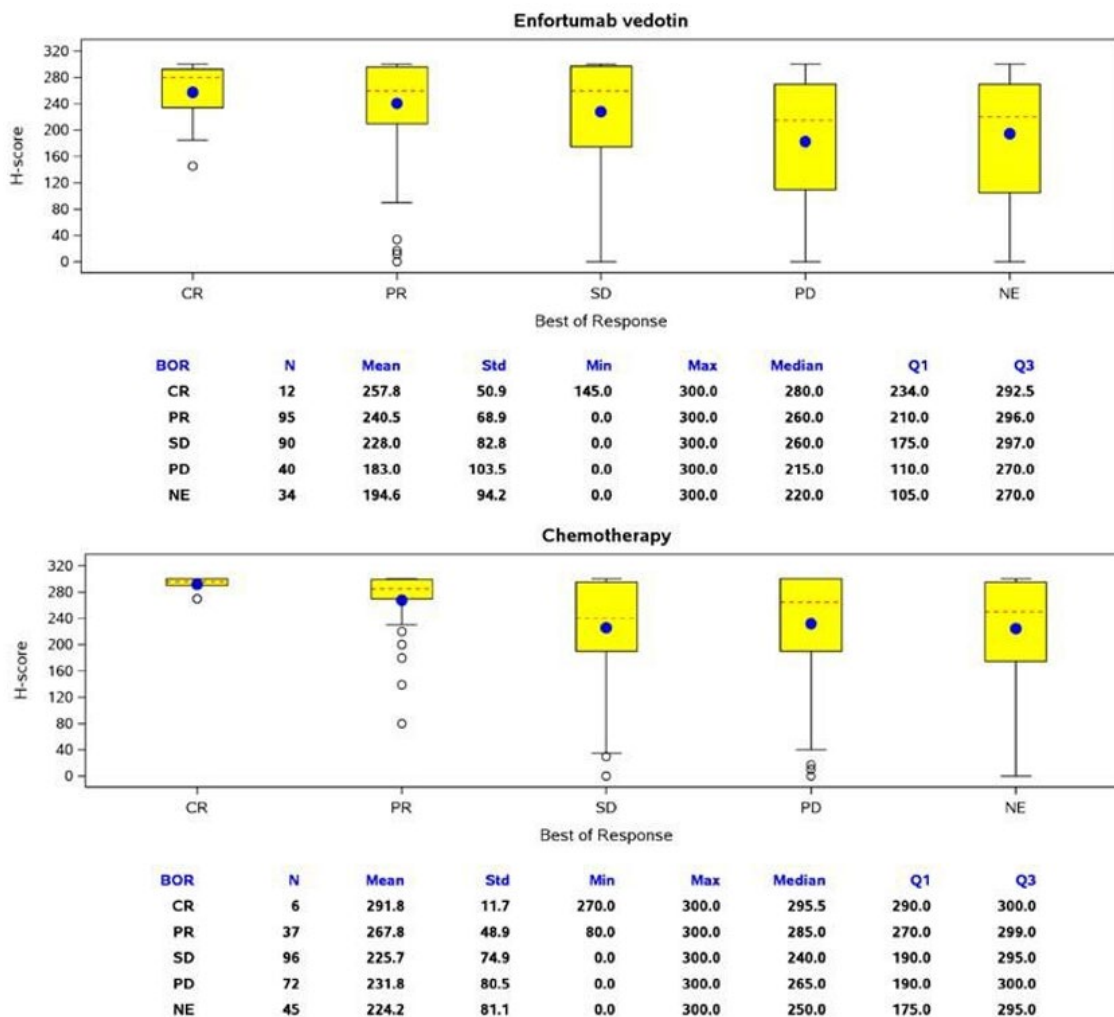 Enfortumab vedotin
320
280
240
200
160
120
80
40
0
H-score
CR PR SD PD NE
Best of Response
BOR N Mean Std Min Max Median Q1 Q3
CR 12 257.8 50.9 145.0 300.0 280.0 234.0 292.5
PR 95 240.5 68.9 0.0 300.0 260.0 210.0 296.0
SD 90 228.0 82.8 0.0 300.0 260.0 175.0 297.0
PD 40 183.0 103.5 0.0 300.0 215.0 110.0 270.0
NE 34 194.6 94.2 0.0 300.0 220.0 105.0 270.0
Chemotherapy
320
280
240
200
160
120
80
40
0
H-score
CR PR SD PD NE
Best of Response
BOR N Mean Std Min Max Median Q1 Q3
CR 6 291.8 11.7 270.0 300.0 295.5 290.0 300.0
PR 37 267.8 48.9 80.0 300.0 285.0 270.0 299.0
SD 96 225.7 74.9 0.0 300.0 240.0 190.0 295.0
PD 72 231.8 80.5 0.0 300.0 265.0 190.0 300.0
NE 45 224.2 81.1 0.0 300.0 250.0 175.0 295.0